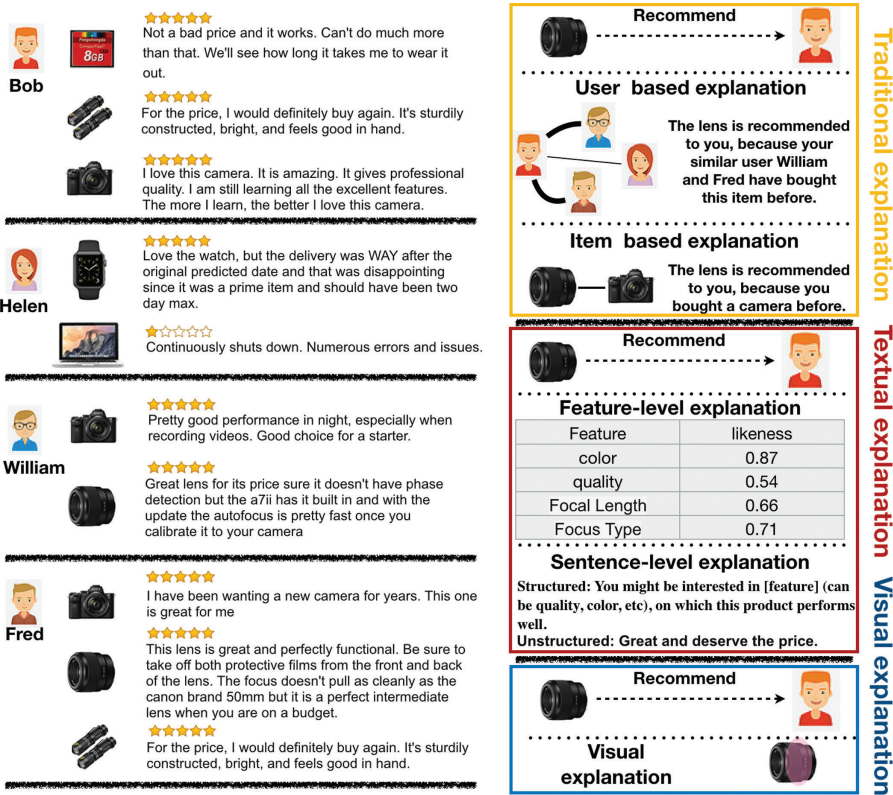 Bob
8GB
Not a bad price and it works. Can't do much more
than that. We'll see how long it takes me to wear it
out.
For the price, I would definitely buy again. It's sturdily
constructed, bright, and feels good in hand.
I love this camera. It is amazing. It gives professional
quality. I am still learning all the excellent features.
The more I learn, the better I love this camera.
Helen
Love the watch, but the delivery was WAY after the
original predicted date and that was disappointing
since it was a prime item and should have been two
day max.
Continuously shuts down. Numerous errors and issues.
William
Pretty good performance in night, especially when
recording videos. Good choice for a starter.
Great lens for its price sure it doesn't have phase
detection but the a7ii has it built in and with the
update the autofocus is pretty fast once you
calibrate it to your camera
Fred
I have been wanting a new camera for years. This one
is great for me
This lens is great and perfectly functional. Be sure to
take off both protective films from the front and back
of the lens. The focus doesn't pull as cleanly as the
canon brand 50mm but it is a perfect intermediate
lens when you are on a budget.
For the price, I would definitely buy again. It's sturdily
constructed, bright, and feels good in hand.
Recommend
User based explanation
The lens is recommended
to you, because your
similar user William
and Fred have bought
this item before.
Item based explanation
The lens is recommended
to you, because you
bought a camera before.
Traditional explanation
Recommend
Feature-level explanation
Feature likeness
color 0.87
quality 0.54
Focal Length 0.66
Focus Type 0.71
Sentence-level explanation
Structured: You might be interested in [feature] (can
be quality, color, etc), on which this product performs
well.
Unstructured: Great and deserve the price.
Textual explanation
Recommend
Visual
explanation
Visual explanation